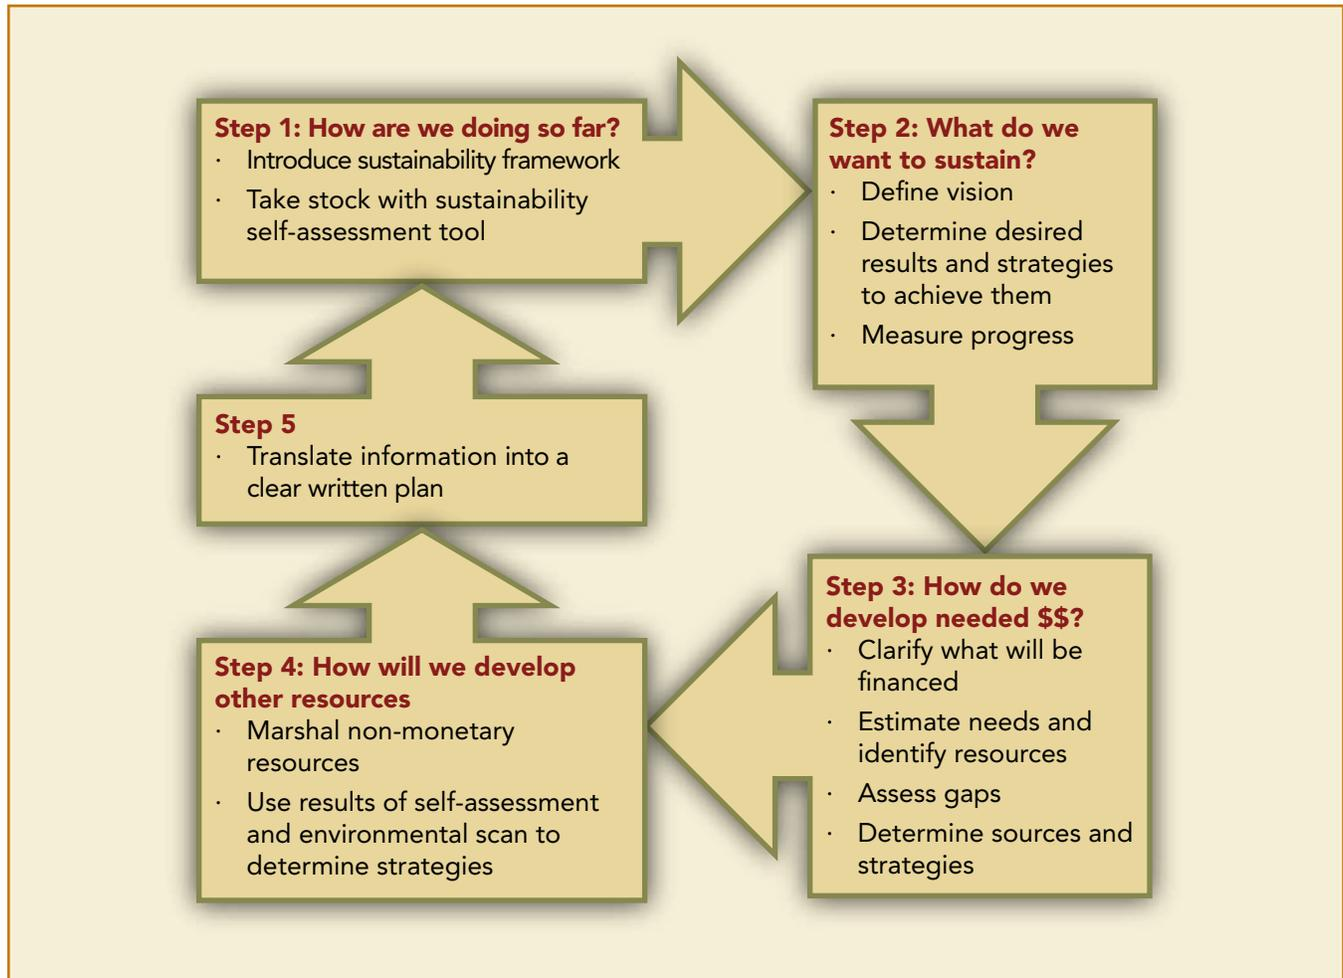 Step 1: How are we doing so far?
· Introduce sustainability framework
· Take stock with sustainability
self-assessment tool
Step 2: What do we
want to sustain?
· Define vision
· Determine desired
results and strategies
to achieve them
· Measure progress
Step 3: How do we
develop needed $$?
· Clarify what will be
financed
· Estimate needs and
identify resources
· Assess gaps
· Determine sources and
strategies
Step 4: How will we develop
other resources
· Marshal non-monetary
resources
· Use results of self-assessment
and environmental scan to
determine strategies
Step 5
· Translate information into a
clear written plan